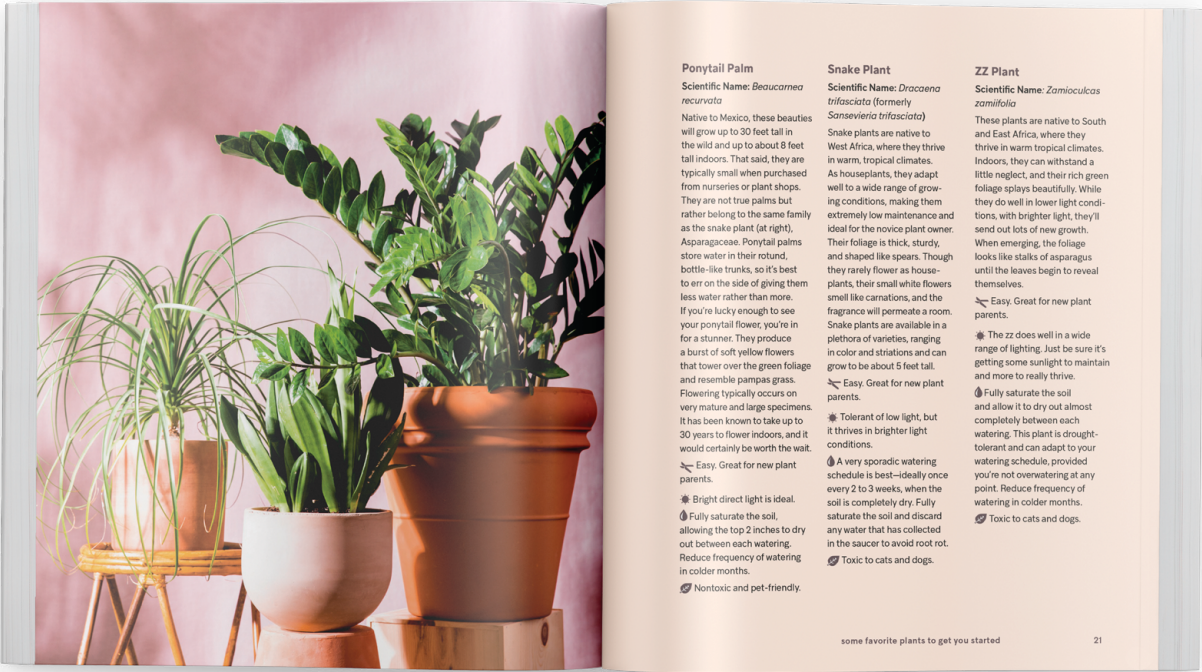 Ponytail Palm
Scientific Name: Beaucarnea
recurvata
Native to Mexico, these beauties
will grow up to 30 feet tall in
the wild and up to about 8 feet
tall indoors. That said, they are
typically small when purchased
from nurseries or plant shops.
They are not true palms but
rather belong to the same family
as the snake plant (at right),
Asparagaceae. Ponytail palms
store water in their rotund,
bottle-like trunks, so it's best
to err on the side of giving them
less water rather than more.
If you're lucky enough to see
your ponytail flower, you're in
for a stunner. They produce
a burst of soft yellow flowers
that tower over the green foliage
and resemble pampas grass.
Flowering typically occurs on
very mature and large specimens.
It has been known to take up to
30 years to flower indoors, and it
would certainly be worth the wait.
Easy. Great for new plant
parents.
Bright direct light is ideal.
Fully saturate the soil,
allowing the top 2 inches to dry
out between each watering.
Reduce frequency of watering
in colder months.
Nontoxic and pet-friendly.
Snake Plant
Scientific Name: Dracaena
trifasciata (formerly
Sansevieria trifasciata)
Snake plants are native to
West Africa, where they thrive
in warm, tropical climates.
As houseplants, they adapt
well to a wide range of grow-
ing conditions, making them
extremely low maintenance and
ideal for the novice plant owner.
Their foliage is thick, sturdy,
and shaped like spears. Though
they rarely flower as house-
plants, their small white flowers
smell like carnations, and the
fragrance will permeate a room.
Snake plants are available in a
plethora of varieties, ranging
in color and striations and can
grow to be about 5 feet tall.
Easy. Great for new plant
parents.
Tolerant of low light, but
it thrives in brighter light
conditions.
A very sporadic watering
schedule is best—ideally once
every 2 to 3 weeks, when the
soil is completely dry. Fully
saturate the soil and discard
any water that has collected
in the saucer to avoid root rot.
Toxic to cats and dogs.
ZZ Plant
Scientific Name: Zamioculcas
zamiifolia
These plants are native to South
and East Africa, where they
thrive in warm tropical climates.
Indoors, they can withstand a
little neglect, and their rich green
foliage splays beautifully. While
they do well in lower light condi-
tions, with brighter light, they'll
send out lots of new growth.
When emerging, the foliage
looks like stalks of asparagus
until the leaves begin to reveal
themselves.
Easy. Great for new plant
parents.
The zz does well in a wide
range of lighting. Just be sure it's
getting some sunlight to maintain
and more to really thrive.
Fully saturate the soil
and allow it to dry out almost
completely between each
watering. This plant is drought-
tolerant and can adapt to your
watering schedule, provided
you're not overwatering at any
point. Reduce frequency of
watering in colder months.
Toxic to cats and dogs.
some favorite plants to get you started 21